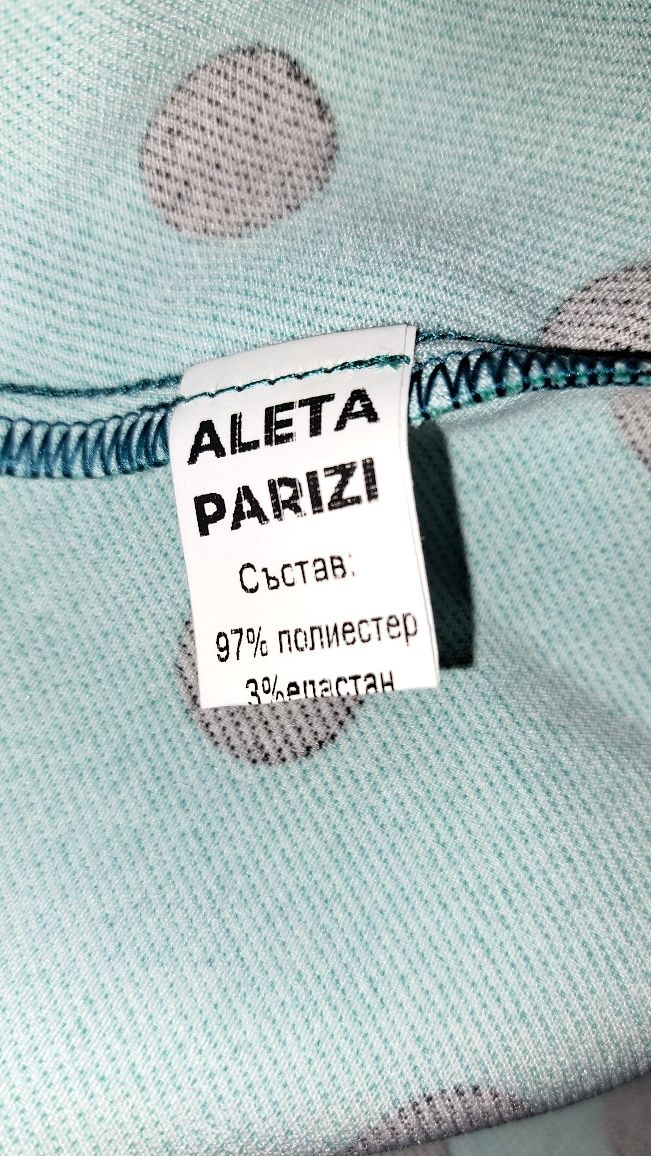 ALETA
PARIZI
Състав:
97% полиестер
3%еластан